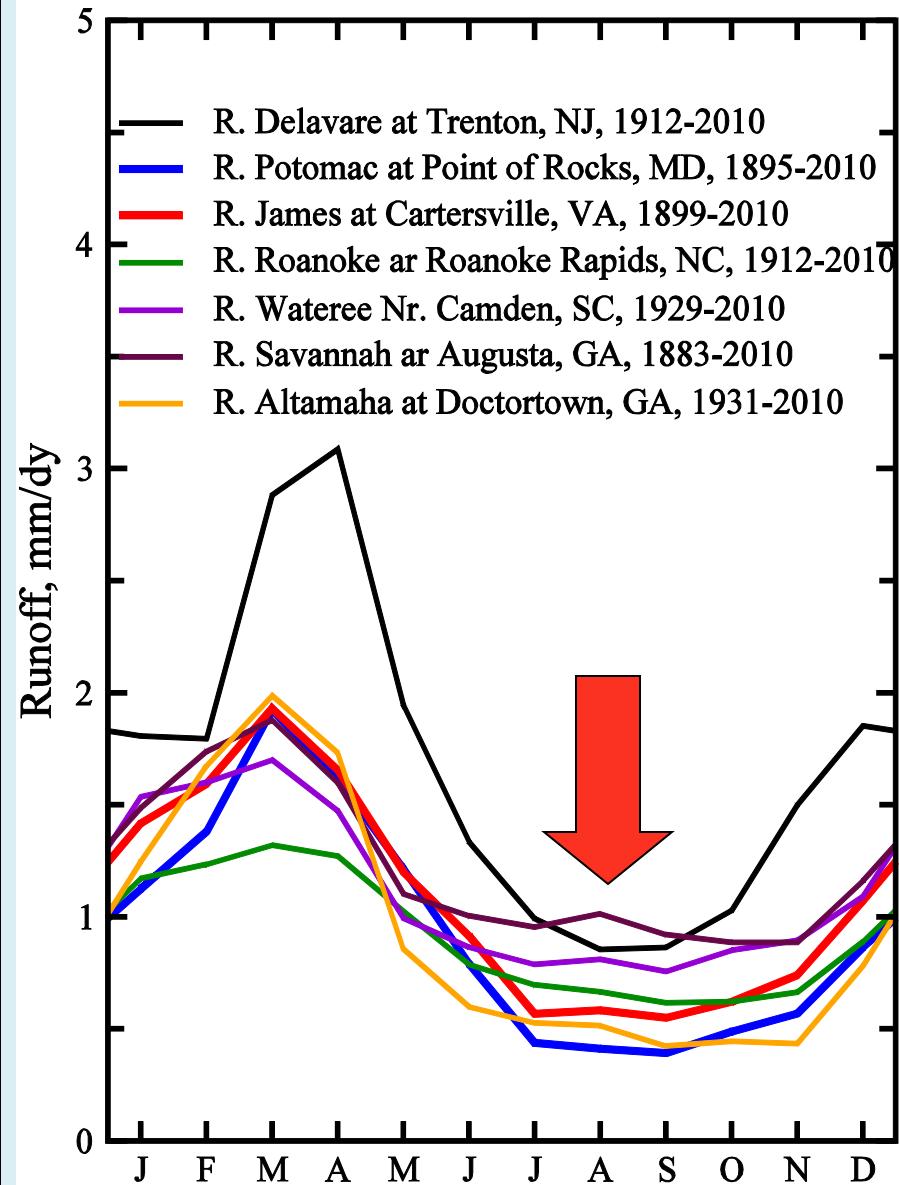 5
R. Delavare at Trenton, NJ, 1912-2010
R. Potomac at Point of Rocks, MD, 1895-2010
R. James at Cartersville, VA, 1899-2010
4
R. Roanoke ar Roanoke Rapids, NC, 1912-2010
R. Wateree Nr. Camden, SC, 1929-2010
R. Savannah ar Augusta, GA, 1883-2010
R. Altamaha at Doctortown, GA, 1931-2010
3
Runoff, mm/dy
2
1
0
J F M A M J J A S O N D